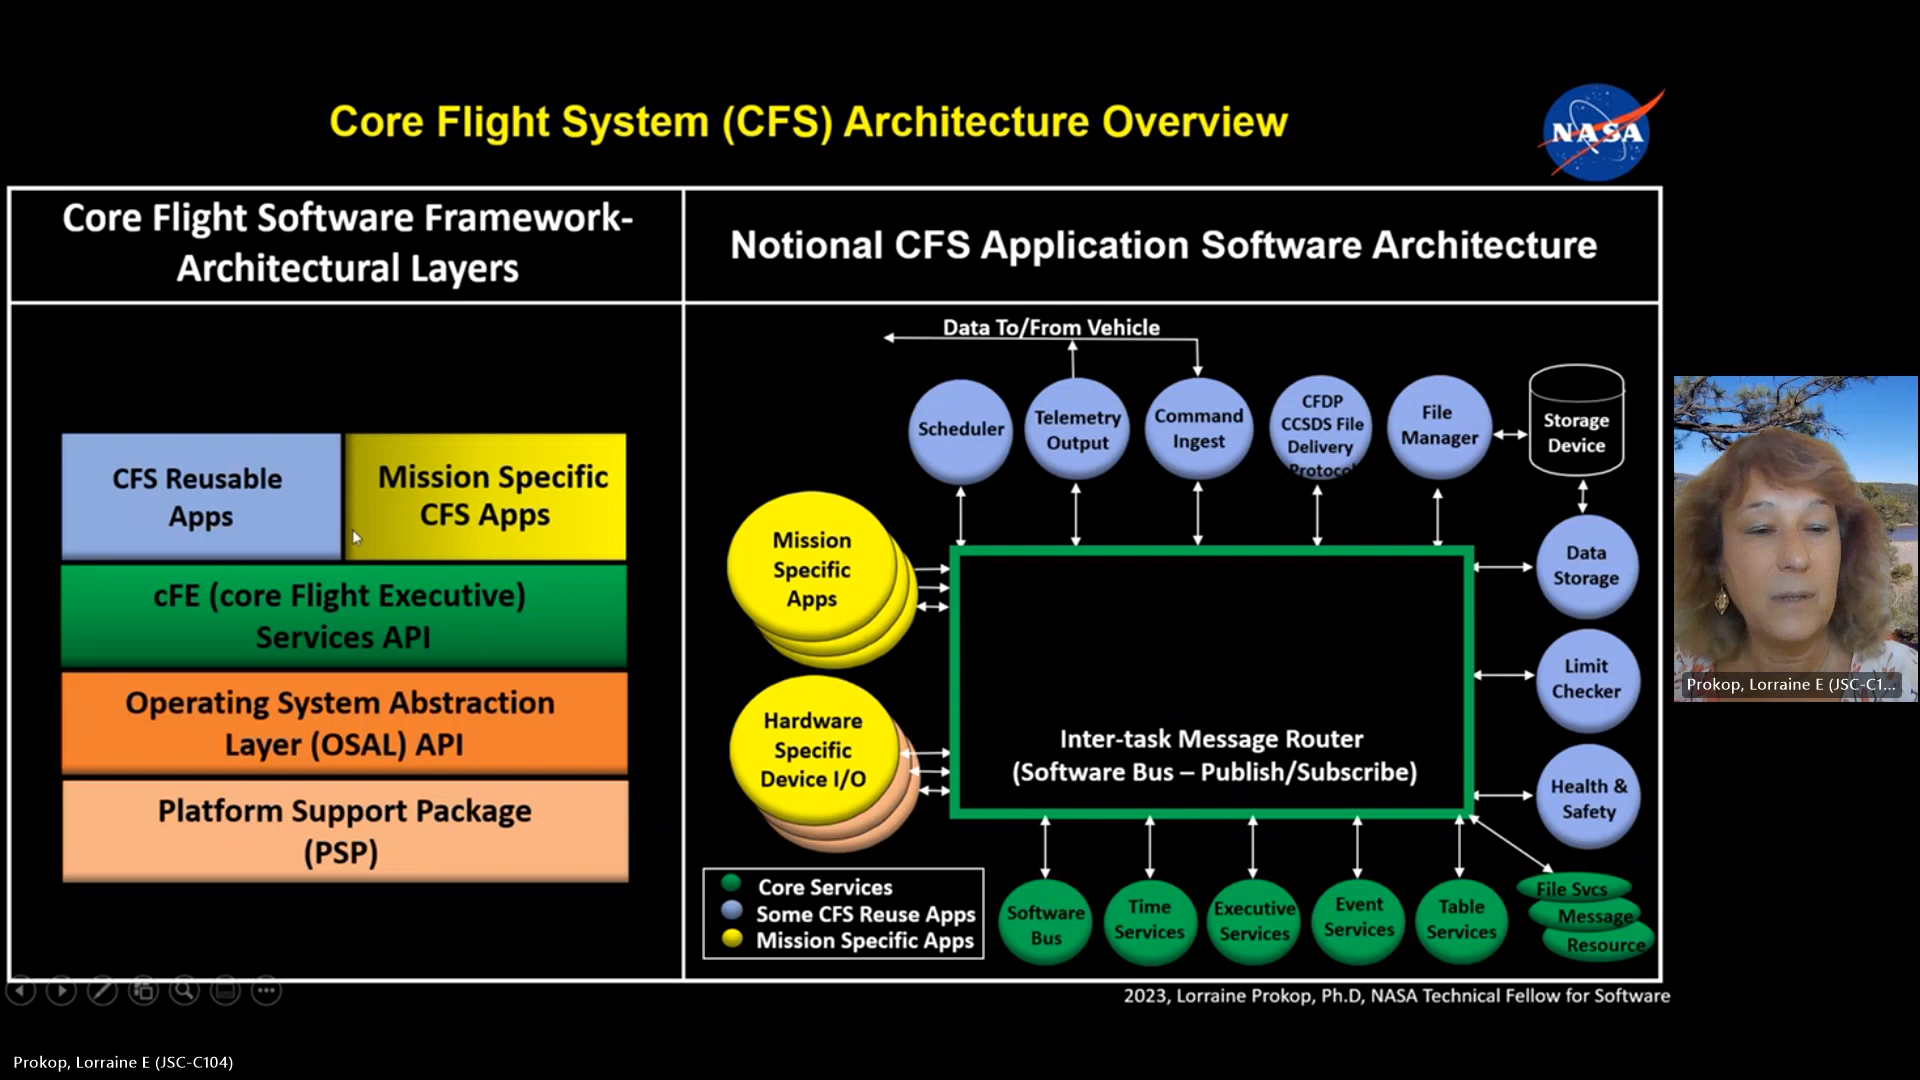 Core Flight System (CFS) Architecture Overview
NASA
Core Flight Software Framework-
Architectural Layers
Notional CFS Application Software Architecture
CFS Reusable
Apps
Mission Specific
CFS Apps
cFE (core Flight Executive)
Services API
Operating System Abstraction
Layer (OSAL) API
Platform Support Package
(PSP)
Data To/From Vehicle
Scheduler
Telemetry
Output
Command
Ingest
CFDP
CCSDS File
Delivery
Protocol
File
Manager
Storage
Device
Mission
Specific
Apps
Data
Storage
Limit
Checker
Hardware
Specific
Device I/O
Inter-task Message Router
(Software Bus – Publish/Subscribe)
Health &
Safety
Core Services
Some CFS Reuse Apps
Mission Specific Apps
Software
Bus
Time
Services
Executive
Services
Event
Services
Table
Services
File Svcs
Message
Resource
2023, Lorraine Prokop, Ph.D, NASA Technical Fellow for Software
Prokop, Lorraine E (JSC-C1...
Prokop, Lorraine E (JSC-C104)